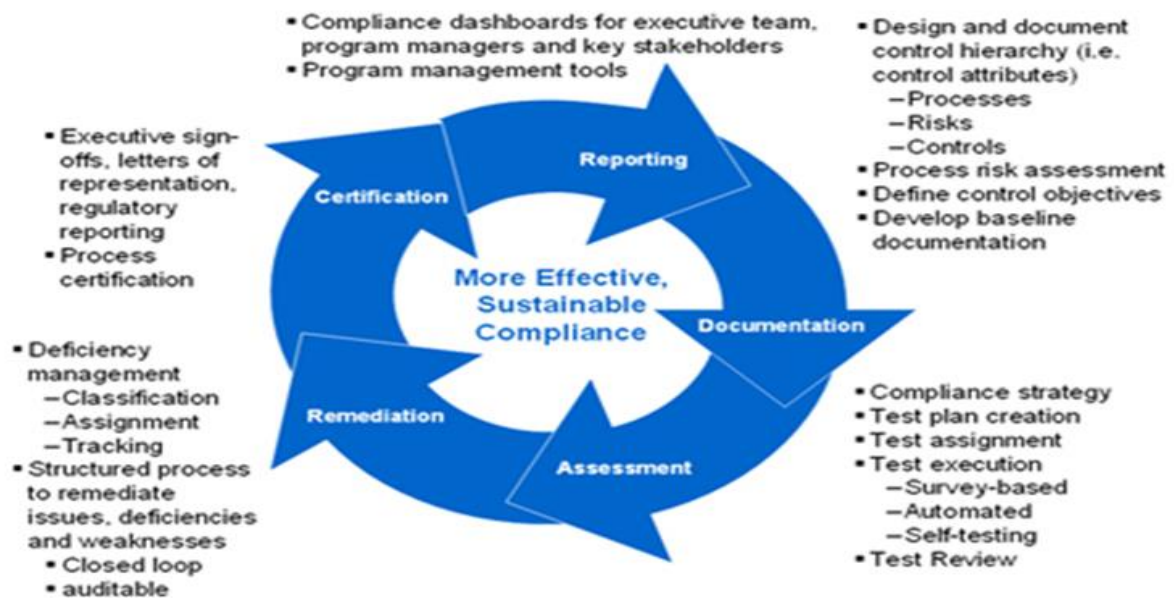 ▪ Compliance dashboards for executive team,
program managers and key stakeholders
▪ Program management tools
▪ Design and document
control hierarchy (i.e.
control attributes)
–Processes
–Risks
–Controls
▪ Process risk assessment
▪ Define control objectives
▪ Develop baseline
documentation
▪ Executive sign-
offs, letters of
representation,
regulatory
reporting
▪ Process
certification
Reporting
Certification
More Effective,
Sustainable
Compliance
Documentation
Remediation
Assessment
▪ Deficiency
management
–Classification
–Assignment
–Tracking
▪ Structured process
to remediate
issues, deficiencies
and weaknesses
▪ Closed loop
▪ auditable
▪ Compliance strategy
▪ Test plan creation
▪ Test assignment
▪ Test execution
–Survey-based
–Automated
–Self-testing
▪ Test Review